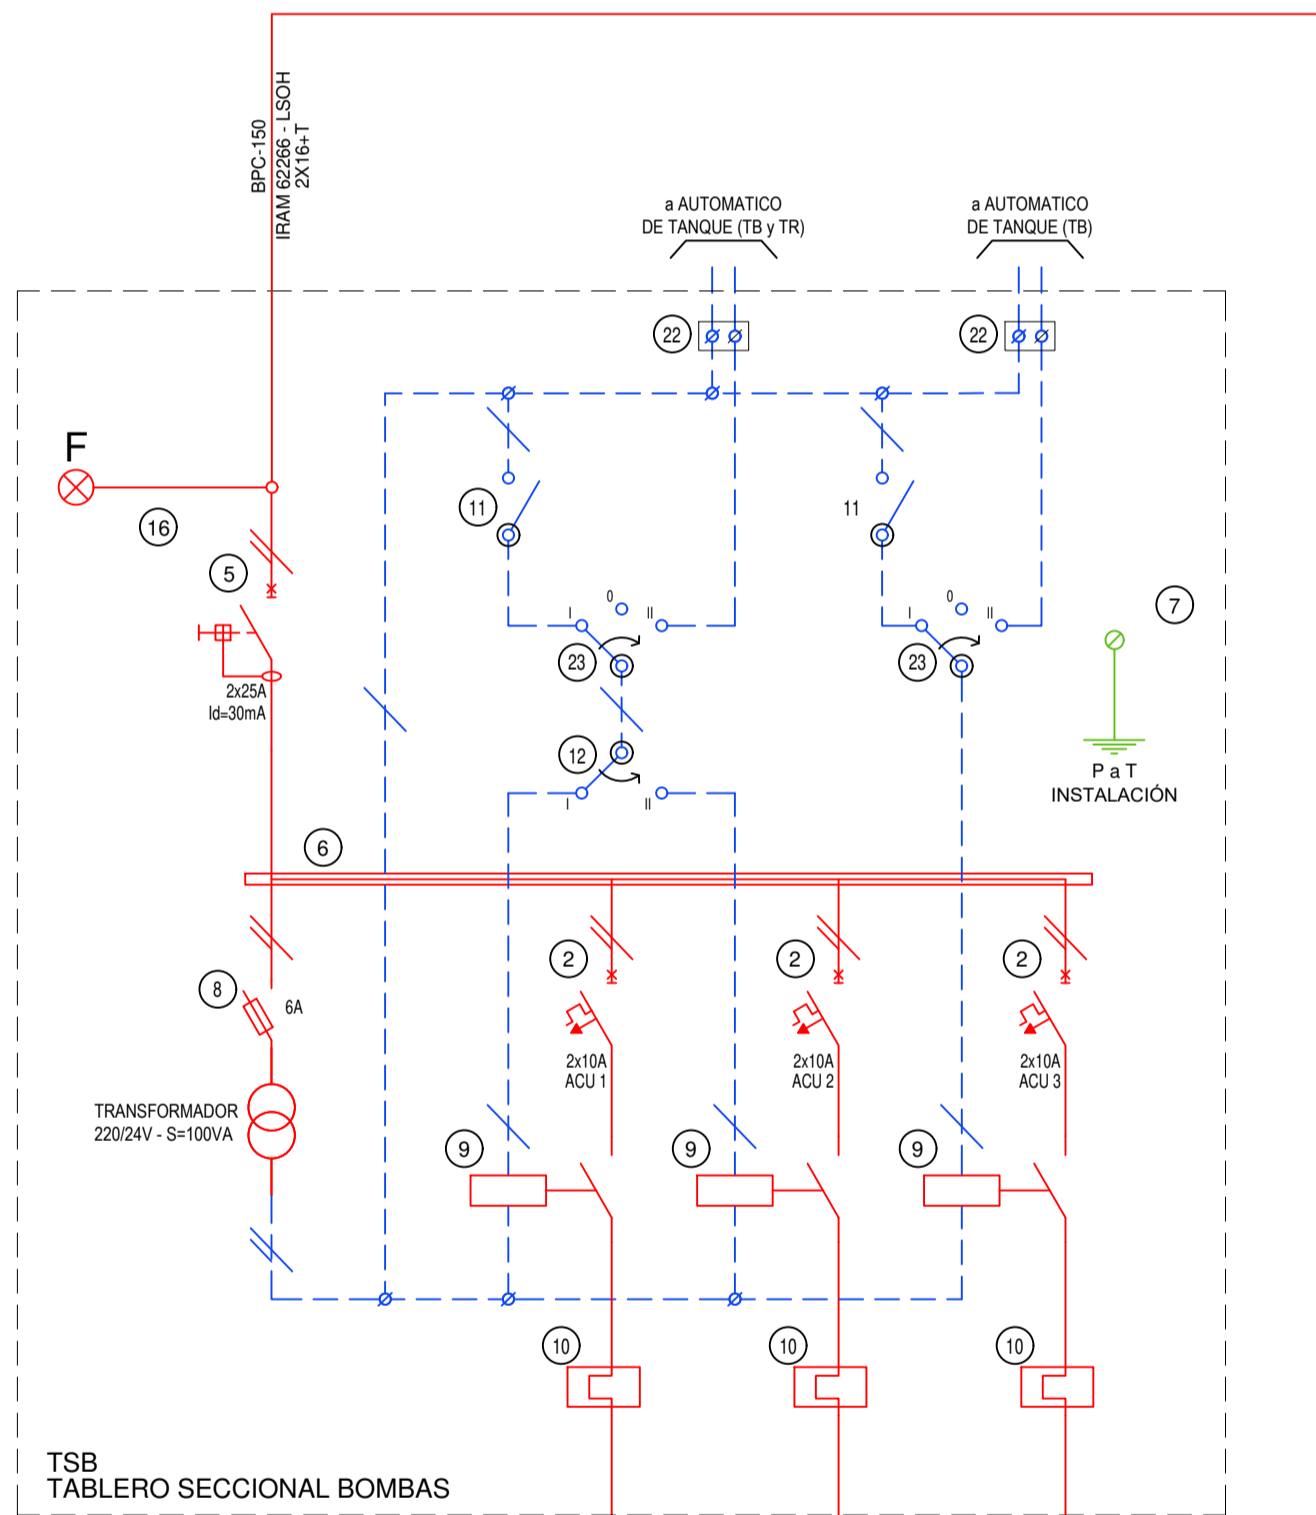 BPC-150
IRAM 62266 - LSOH
2X16+T
a AUTOMATICO
DE TANQUE (TB y TR)
a AUTOMATICO
DE TANQUE (TB)
22
22
F
16
11
11
5
2x25A
Id=30mA
I
0
II
23
I
0
II
23
7
12
I
II
P a T
INSTALACIÓN
6
8
6A
2
2
2
2x10A
ACU 1
2x10A
ACU 2
2x10A
ACU 3
TRANSFORMADOR
220/24V - S=100VA
9
9
9
10
10
10
TSB
TABLERO SECCIONAL BOMBAS